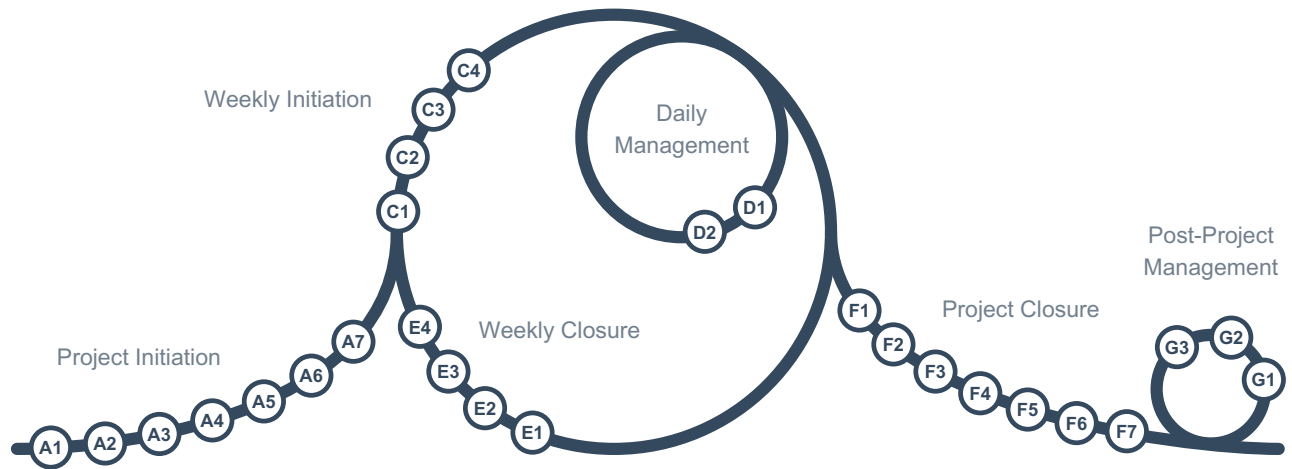 Project Initiation
A1
A2
A3
A4
A5
A6
A7
Weekly Initiation
C1
C2
C3
C4
Daily
Management
D1
D2
Weekly Closure
E1
E2
E3
E4
Project Closure
F1
F2
F3
F4
F5
F6
F7
Post-Project
Management
G1
G2
G3